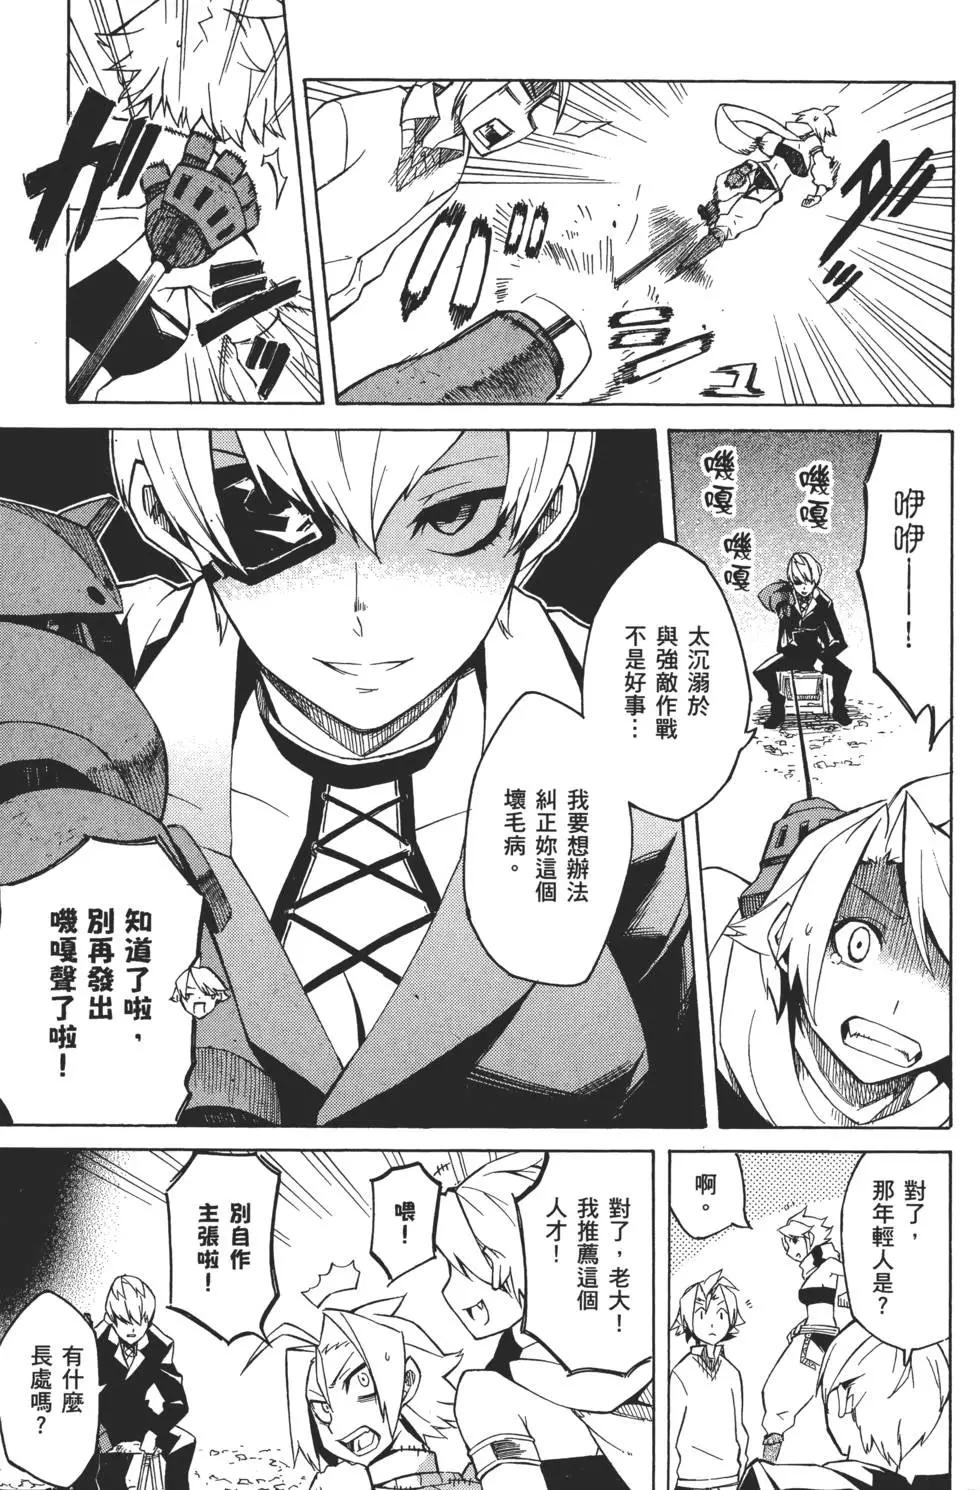 咿咿——！
嘰嘎
嘰嘎
嘰嘎
太沉溺於
與強敵作戰
不是好事…
我要想辦法
糾正妳這個
壞毛病。
知道了啦，
別再發出
嘰嘎聲了啦！
對了，
那年輕人是？
啊。
對了，老大！
我推薦這個
人才！
喂！
別自作
主張啦！
有什麼
長處嗎？